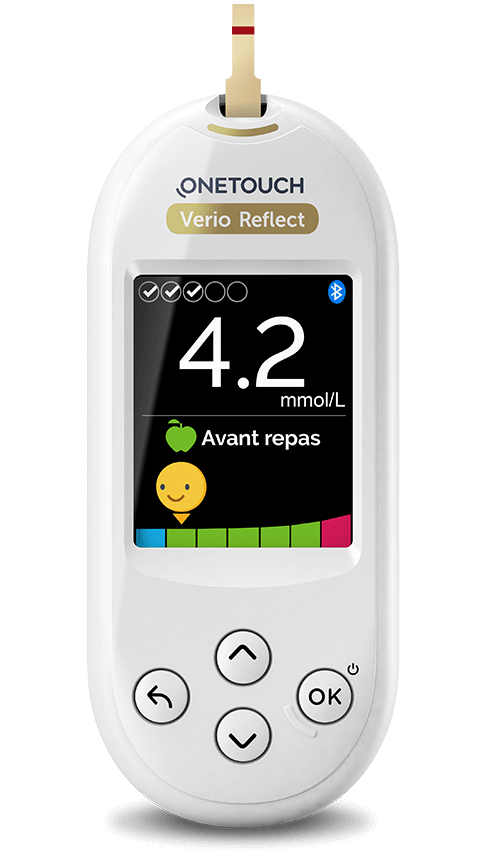 ONETOUCH
Verio Reflect
4.2
mmol/L
Avant repas
OK